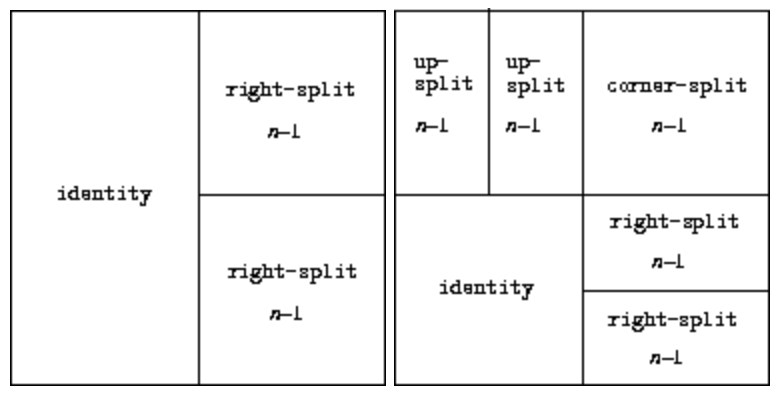 identity
right-split
n-1
right-split
n-1
up-
split
n-1
up-
split
n-1
corner-split
n-1
identity
right-split
n-1
right-split
n-1